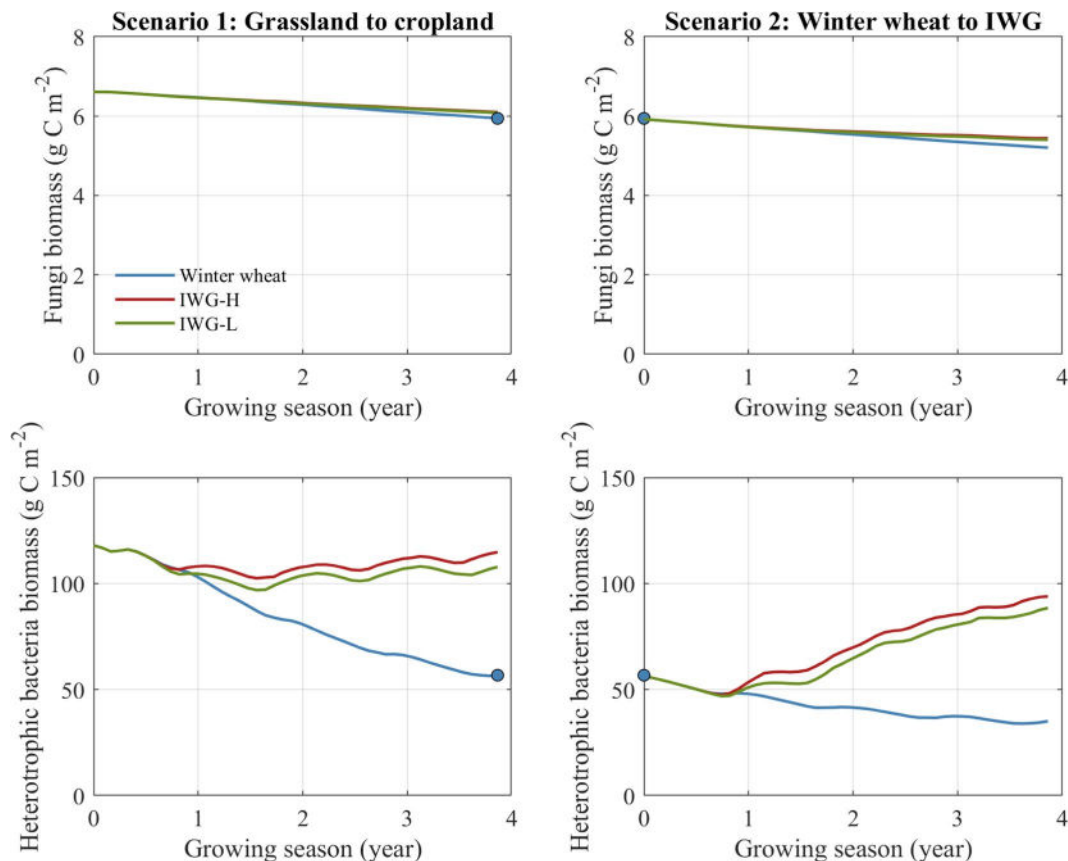 Scenario 1: Grassland to cropland
Fungi biomass (g C m⁻²)
8
6
4
2
0
Winter wheat
IWG-H
IWG-L
0 1 2 3 4
Growing season (year)
Scenario 2: Winter wheat to IWG
Fungi biomass (g C m⁻²)
8
6
4
2
0
0 1 2 3 4
Growing season (year)
Heterotrophic bacteria biomass (g C m⁻²)
150
100
50
0
0 1 2 3 4
Growing season (year)
Heterotrophic bacteria biomass (g C m⁻²)
150
100
50
0
0 1 2 3 4
Growing season (year)